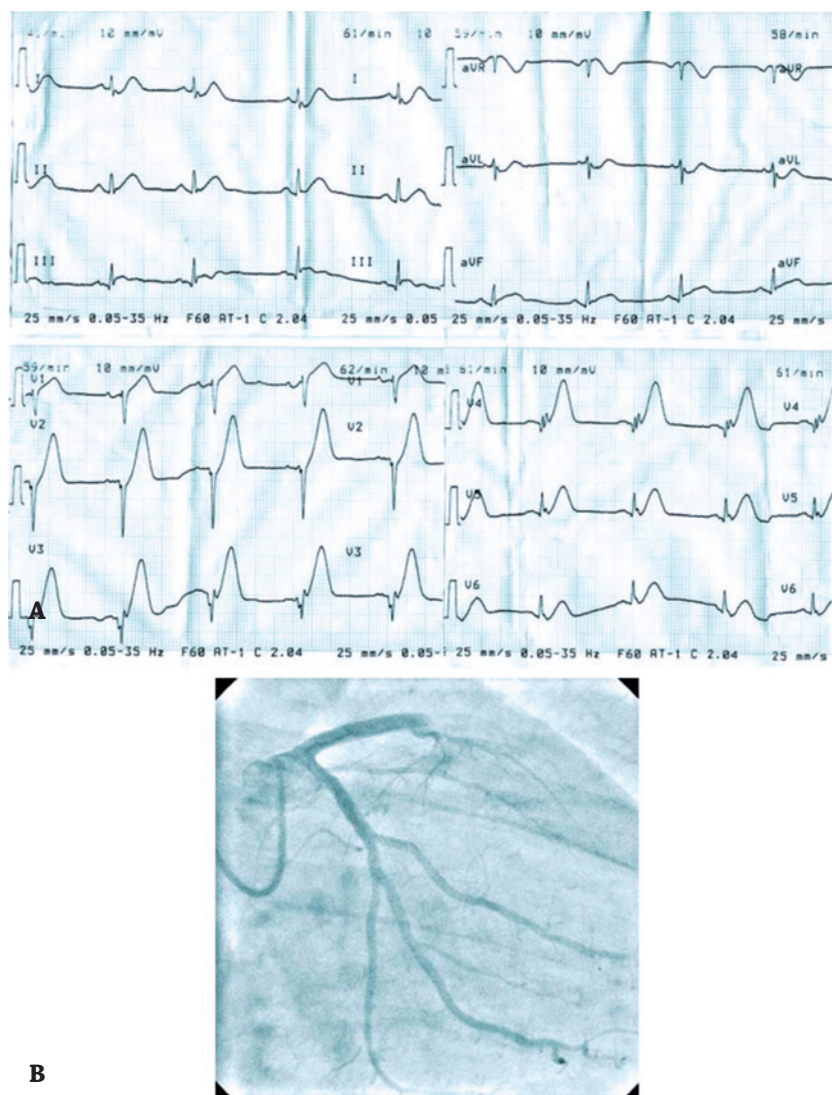 10 mm/mV 61/min 10
I I
II II
III III
25 mm/s 0.05-35 Hz F60 AT-1 C 2.04 25 mm/s 0.05
59/min 10 mm/mV 58/min
aVR aVR
aVL aVL
aVF aVF
25 mm/s 0.05-35 Hz F60 AT-1 C 2.04 25 mm/s
59/min 10 mm/mV 62/min 10
V1 V1
V2 V2
V3 V3
A
25 mm/s 0.05-35 Hz F60 AT-1 C 2.04 25 mm/s 0.05-
61/min 10 mm/mV 61/min
V4 V4
V5 V5
V6 V6
25 mm/s 0.05-35 Hz F60 AT-1 C 2.04 25 mm/s
B